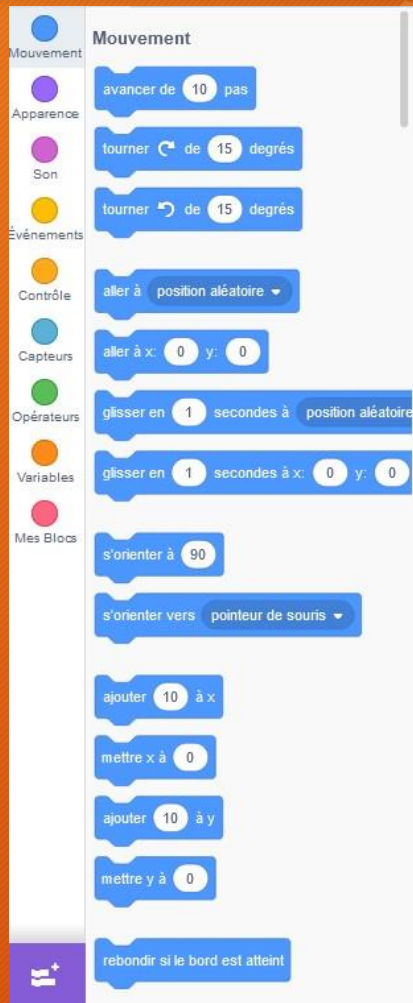 Mouvement
Apparence
Son
Événements
Contrôle
Capteurs
Opérateurs
Variables
Mes Blocs
Mouvement
avancer de 10 pas
tourner de 15 degrés
tourner de 15 degrés
aller à position aléatoire
aller à x: 0 y: 0
glisser en 1 secondes à position aléatoire
glisser en 1 secondes à x: 0 y: 0
s'orienter à 90
s'orienter vers pointeur de souris
ajouter 10 à x
mettre x à 0
ajouter 10 à y
mettre y à 0
rebondir si le bord est atteint